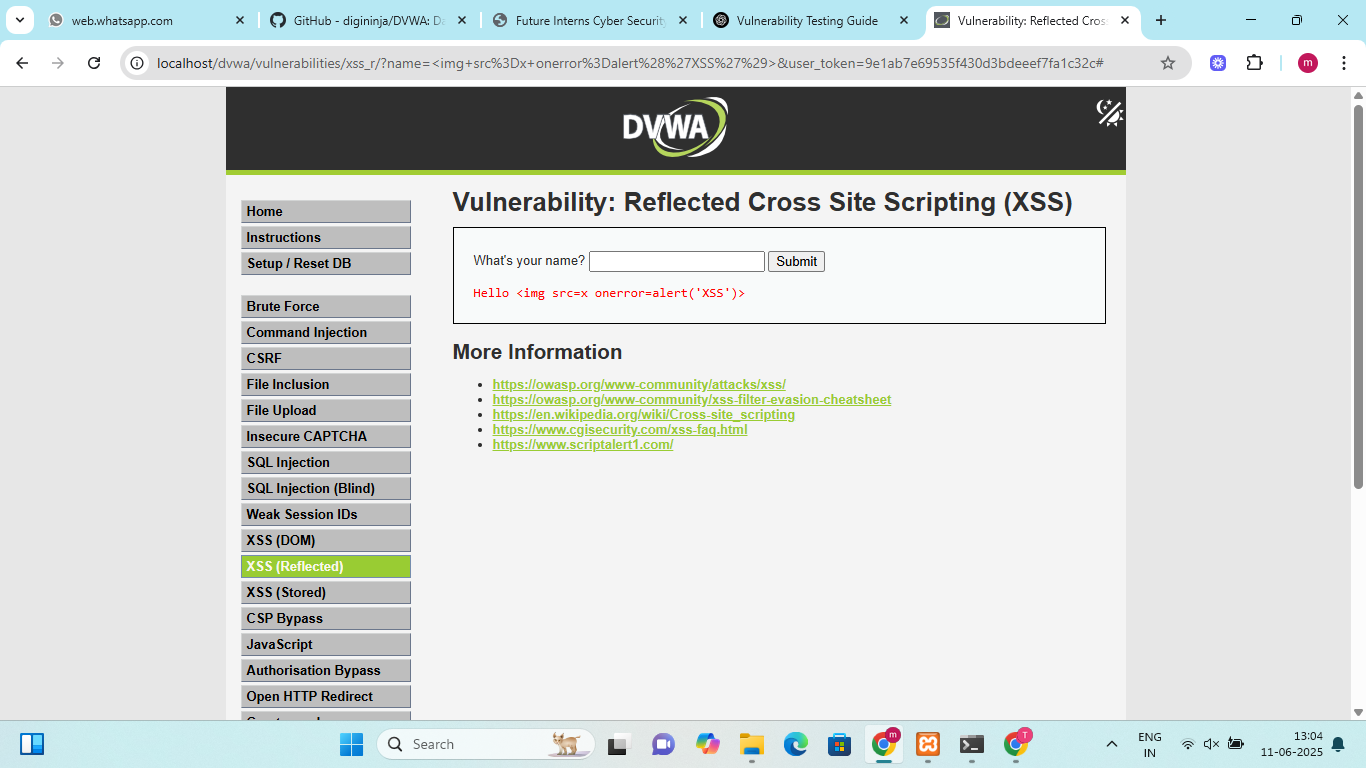 web.whatsapp.com
GitHub - digininja/DVWA: Da
Future Interns Cyber Security
Vulnerability Testing Guide
Vulnerability: Reflected Cros
localhost/dvwa/vulnerabilities/xss_r/?name=<img+src%3Dx+onerror%3Dalert%28%27XSS%27%29>&user_token=9e1ab7e69535f430d3bdeeef7fa1c32c#
m
DVWA
Home
Instructions
Setup / Reset DB
Brute Force
Command Injection
CSRF
File Inclusion
File Upload
Insecure CAPTCHA
SQL Injection
SQL Injection (Blind)
Weak Session IDs
XSS (DOM)
XSS (Reflected)
XSS (Stored)
CSP Bypass
JavaScript
Authorisation Bypass
Open HTTP Redirect
Vulnerability: Reflected Cross Site Scripting (XSS)
What's your name?
Submit
Hello <img src=x onerror=alert('XSS')>
More Information
https://owasp.org/www-community/attacks/xss/
https://owasp.org/www-community/xss-filter-evasion-cheatsheet
https://en.wikipedia.org/wiki/Cross-site_scripting
https://www.cgisecurity.com/xss-faq.html
https://www.scriptalert1.com/
Search
m
T
ENG
IN
13:04
11-06-2025